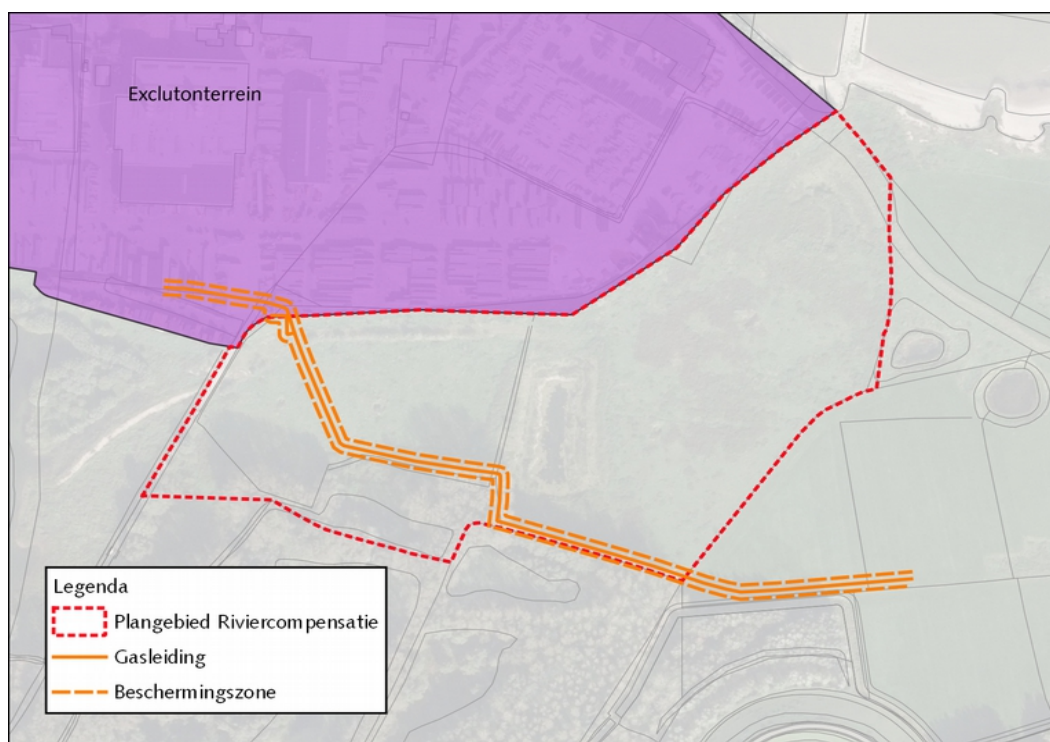 Exclutonterrein
Legenda
Plangebied Riviercompensatie
Gasleiding
Beschermingszone